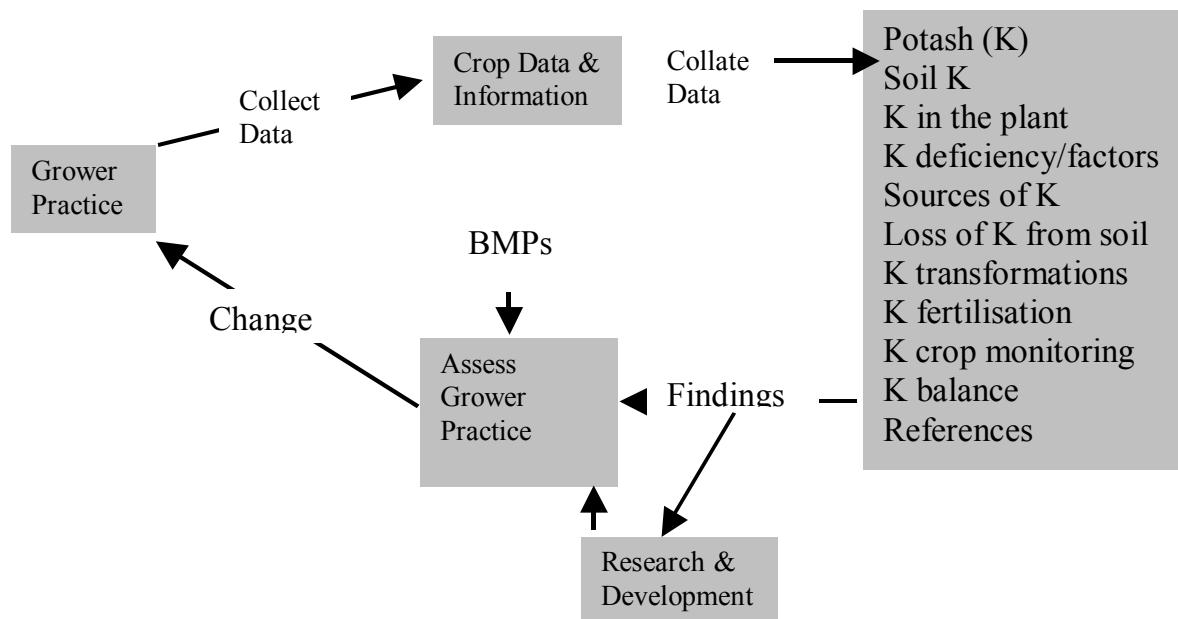 Grower
Practice
Collect
Data
Crop Data &
Information
Collate
Data
Potash (K)
Soil K
K in the plant
K deficiency/factors
Sources of K
Loss of K from soil
K transformations
K fertilisation
K crop monitoring
K balance
References
Findings
Research &
Development
BMPs
Assess
Grower
Practice
Change